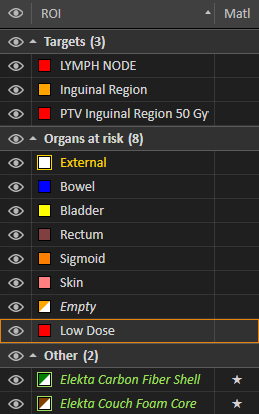 ROI Matl
Targets (3)
LYMPH NODE
Inguinal Region
PTV Inguinal Region 50 Gy
Organs at risk (8)
External
Bowel
Bladder
Rectum
Sigmoid
Skin
Empty
Low Dose
Other (2)
Elekta Carbon Fiber Shell ★
Elekta Couch Foam Core ★